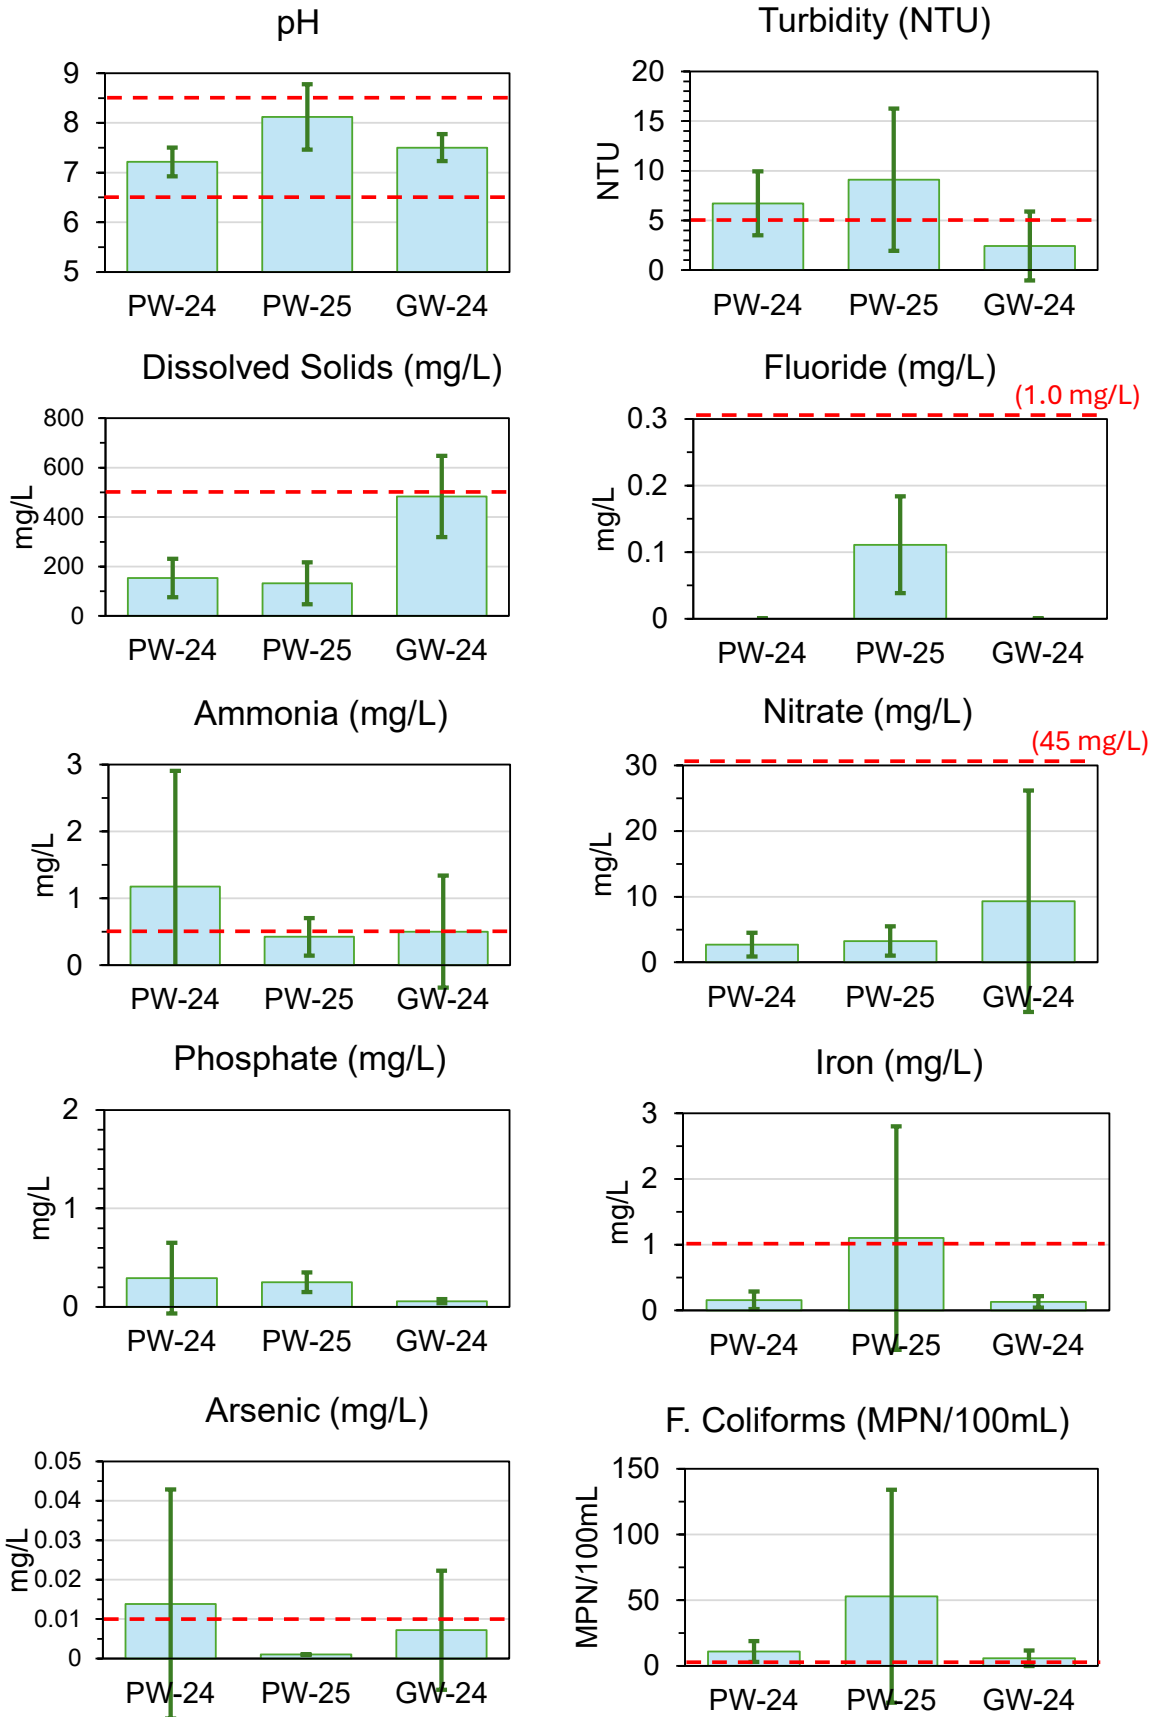 pH
9
8
7
6
5
PW-24 PW-25 GW-24
Turbidity (NTU)
NTU
20
15
10
5
0
PW-24 PW-25 GW-24
Dissolved Solids (mg/L)
mg/L
800
600
400
200
0
PW-24 PW-25 GW-24
Fluoride (mg/L)
(1.0 mg/L)
mg/L
0.3
0.2
0.1
0
PW-24 PW-25 GW-24
Ammonia (mg/L)
mg/L
3
2
1
0
PW-24 PW-25 GW-24
Nitrate (mg/L)
(45 mg/L)
mg/L
30
20
10
0
PW-24 PW-25 GW-24
Phosphate (mg/L)
mg/L
2
1
0
PW-24 PW-25 GW-24
Iron (mg/L)
mg/L
3
2
1
0
PW-24 PW-25 GW-24
Arsenic (mg/L)
mg/L
0.05
0.04
0.03
0.02
0.01
0
PW-24 PW-25 GW-24
F. Coliforms (MPN/100mL)
MPN/100mL
150
100
50
0
PW-24 PW-25 GW-24